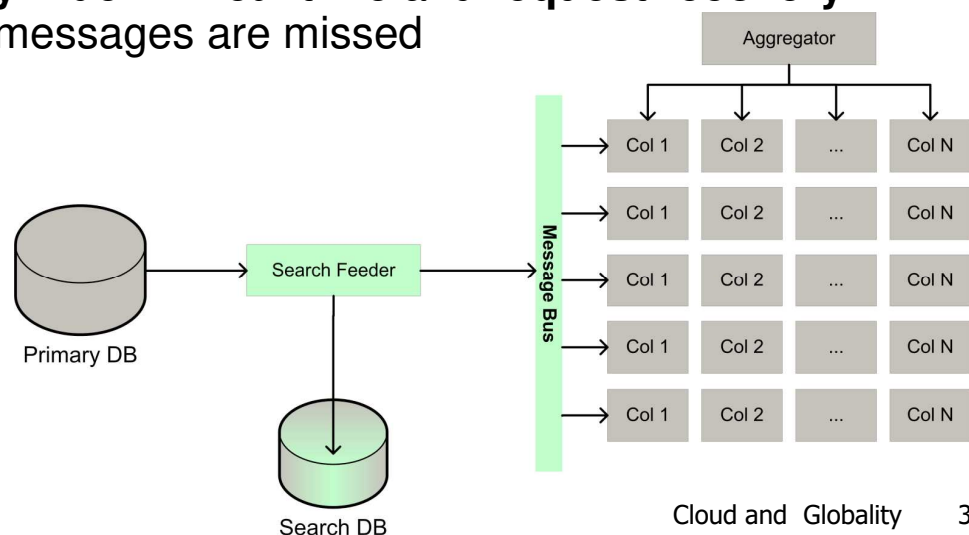 messages are missed
Aggregator
Col 1 Col 2 ... Col N
Col 1 Col 2 ... Col N
Col 1 Col 2 ... Col N
Col 1 Col 2 ... Col N
Col 1 Col 2 ... Col N
Message Bus
Search Feeder
Primary DB
Search DB
Cloud and Globality 3